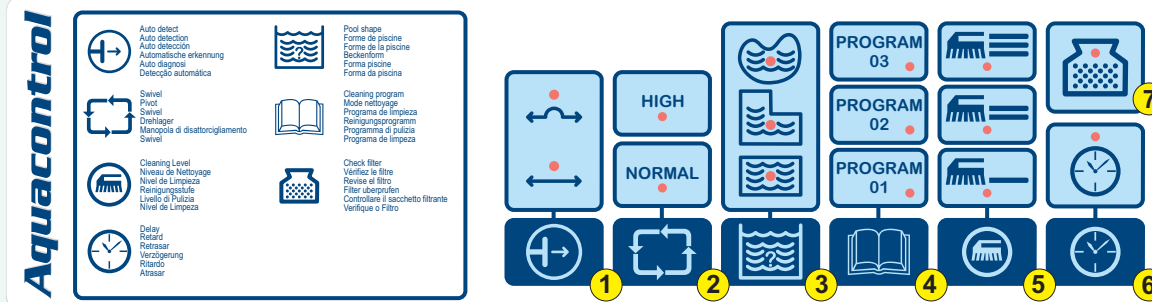 Aquacontrol
Auto detect
Auto detection
Auto detección
Automatische erkennung
Auto diagnosi
Detecção automática
Swivel
Pivot
Swivel
Drehlager
Manopola di disattorcigliamento
Swivel
Cleaning Level
Niveau de Nettoyage
Nivel de Limpieza
Reinigungsstufe
Livello di Pulizia
Nível de Limpeza
Delay
Retard
Retrasar
Verzögerung
Ritardo
Atrasar
Pool shape
Forme de piscine
Forme de la piscine
Beckenform
Forma piscine
Forma da piscina
Cleaning program
Mode nettoyage
Programa de limpieza
Reinigungsprogramm
Programma di pulizia
Programa de limpeza
Check filter
Vérifiez le filtre
Revise el filtro
Filter uberprufen
Controllare il sacchetto filtrante
Verifique o Filtro
?
HIGH
NORMAL
PROGRAM
03
PROGRAM
02
PROGRAM
01
?
1
2
3
4
5
6
7